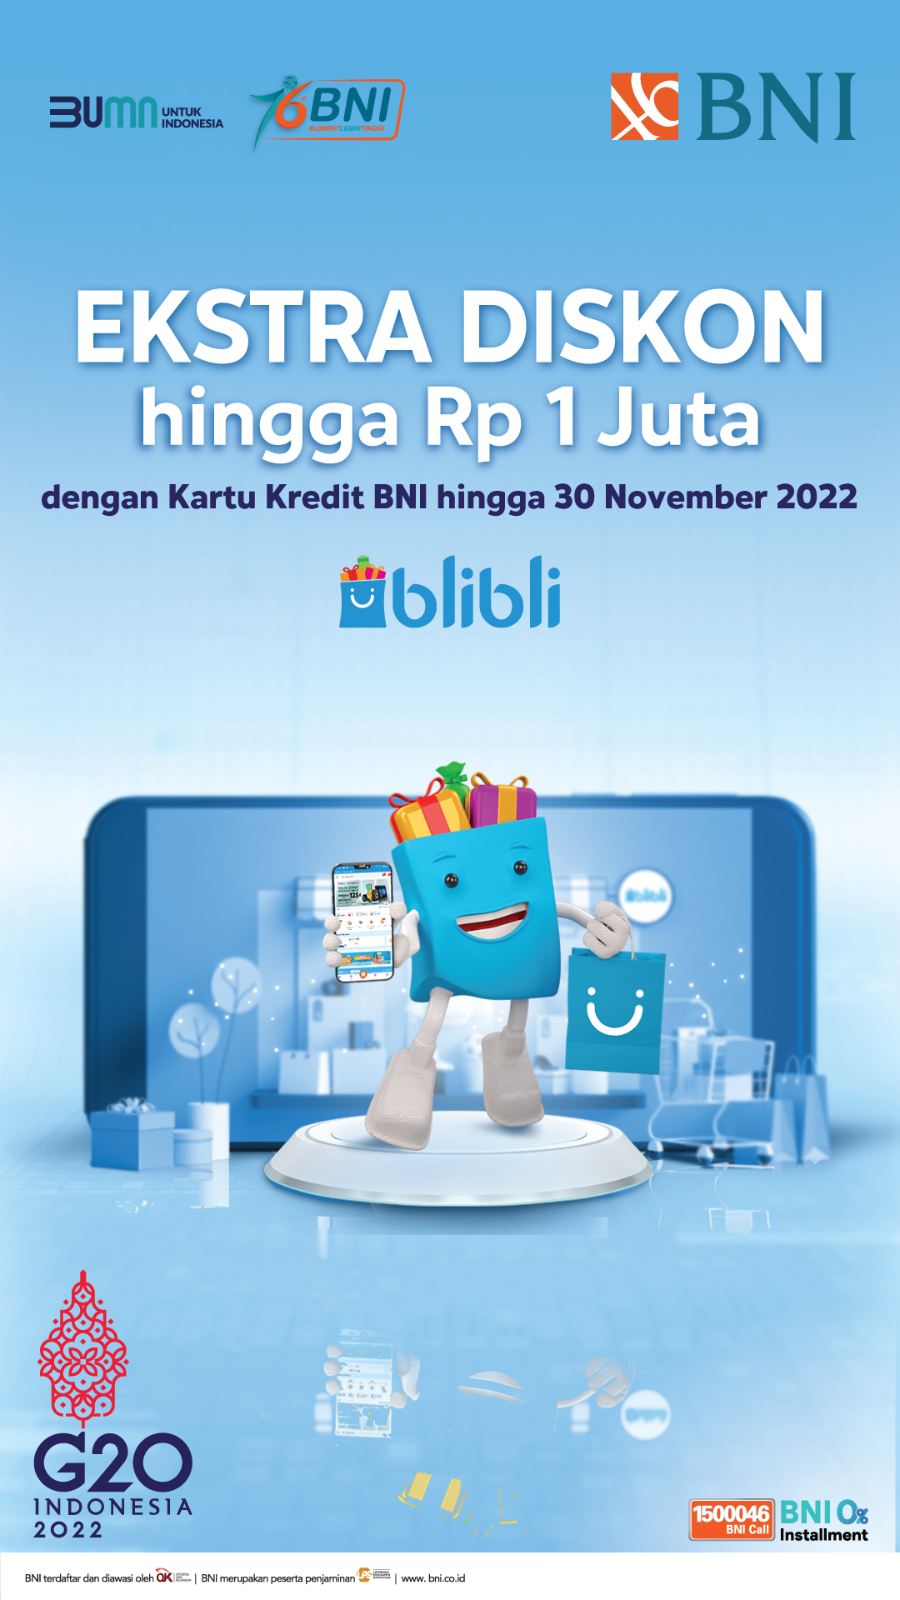 BUMN UNTUK
INDONESIA
76 BNI
#LOMPATLEBIHTINGGI
BNI
EKSTRA DISKON
hingga Rp 1 Juta
dengan Kartu Kredit BNI hingga 30 November 2022
blibli
blibli
G20
INDONESIA
2022
1500046
BNI Call
BNI 0%
Installment
BNI terdaftar dan diawasi oleh OJK | BNI merupakan peserta penjaminan LPS | www. bni.co.id